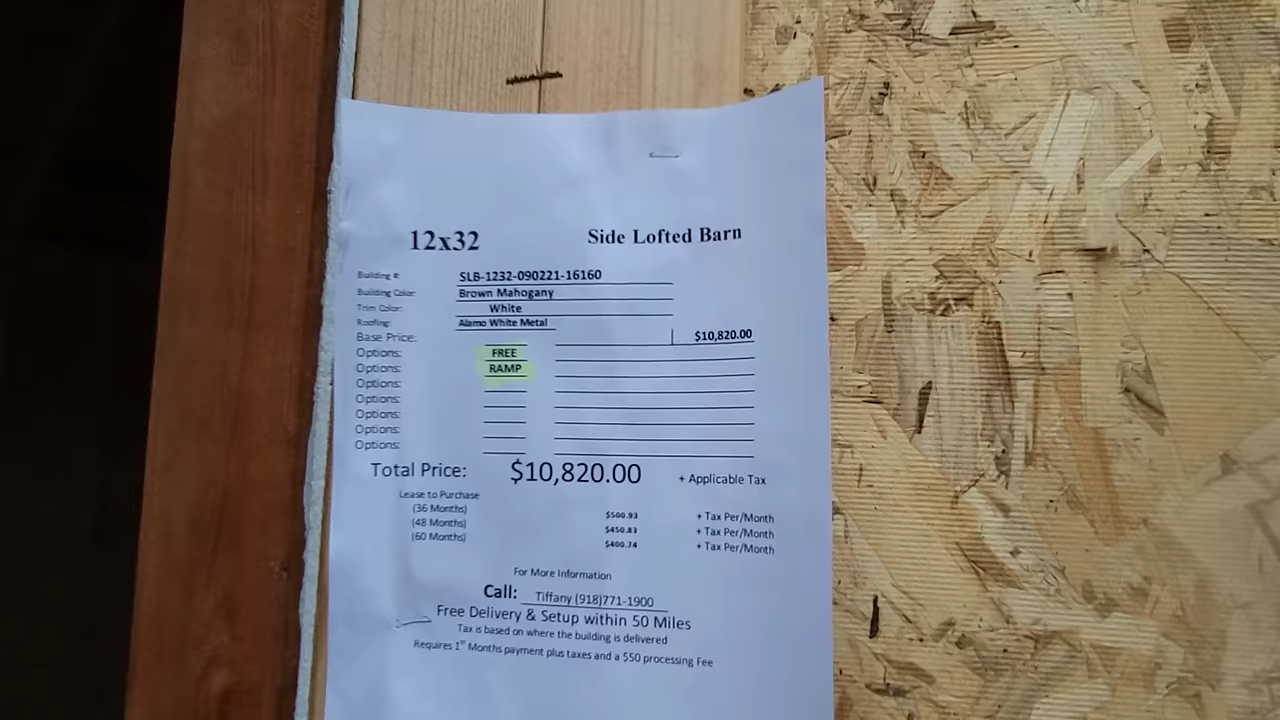 12x32 Side Lofted Barn
Building #: SLB-1232-090221-16160
Building Color: Brown Mahogany
Trim Color: White
Roofing: Alamo White Metal
Base Price: $10,820.00
Options: FREE
Options: RAMP
Options:
Options:
Options:
Options:
Options:
Total Price: $10,820.00 + Applicable Tax
Lease to Purchase
(36 Months) $500.93 + Tax Per/Month
(48 Months) $450.83 + Tax Per/Month
(60 Months) $400.74 + Tax Per/Month
For More Information
Call: Tiffany (918)771-1900
Free Delivery & Setup within 50 Miles
Tax is based on where the building is delivered
Requires 1st Months payment plus taxes and a $50 processing Fee